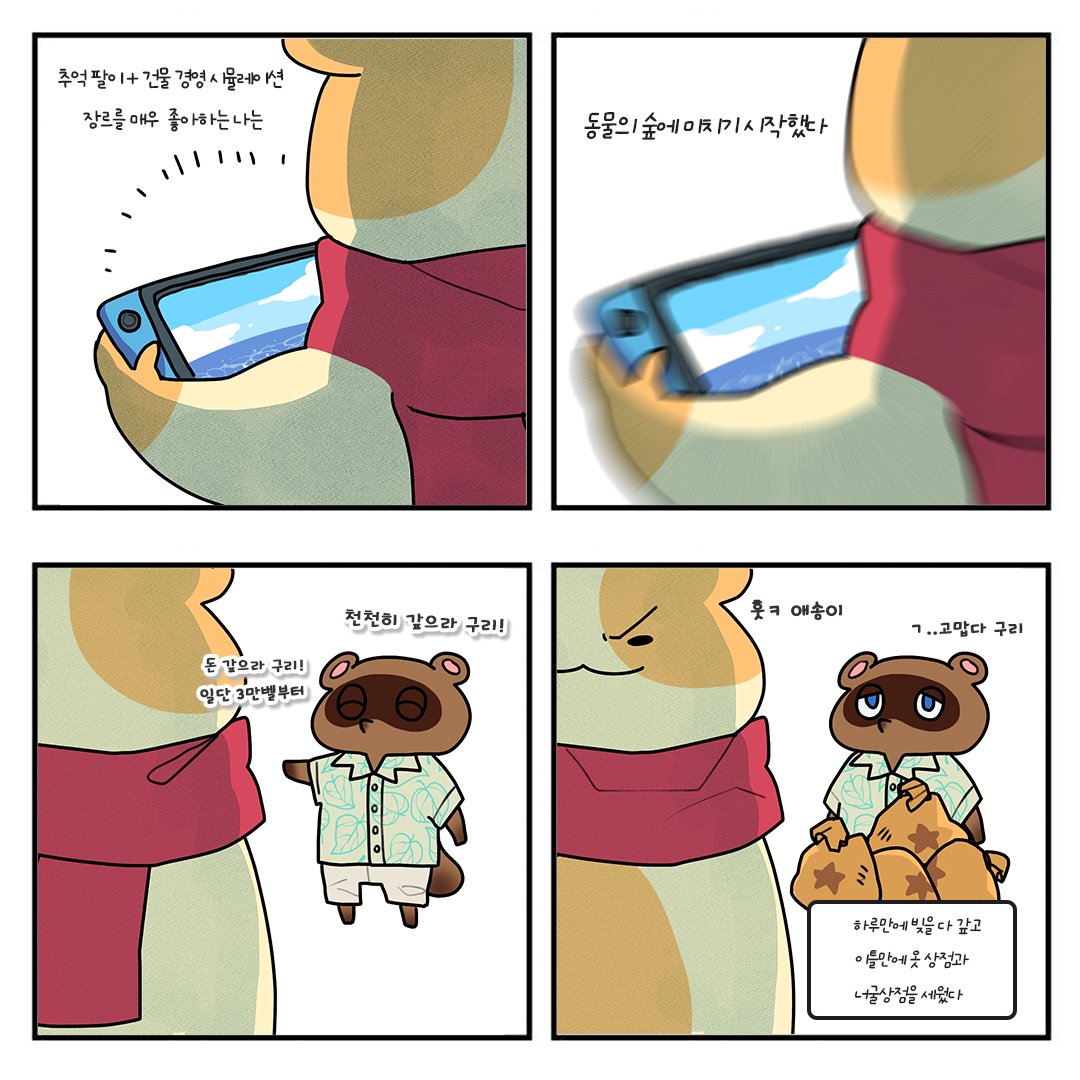 추억 팔이 + 건물 경영 시뮬레이션
장르를 매우 좋아하는 나는
동물의 숲에 미치기 시작했다
천천히 갚으라 구리!
돈 갚으라 구리!
일단 3만벨부터
훗ㅋ 애송이
ㄱ..고맙다 구리
하루만에 빚을 다 갚고
이틀만에 옷 상점과
너굴상점을 세웠다